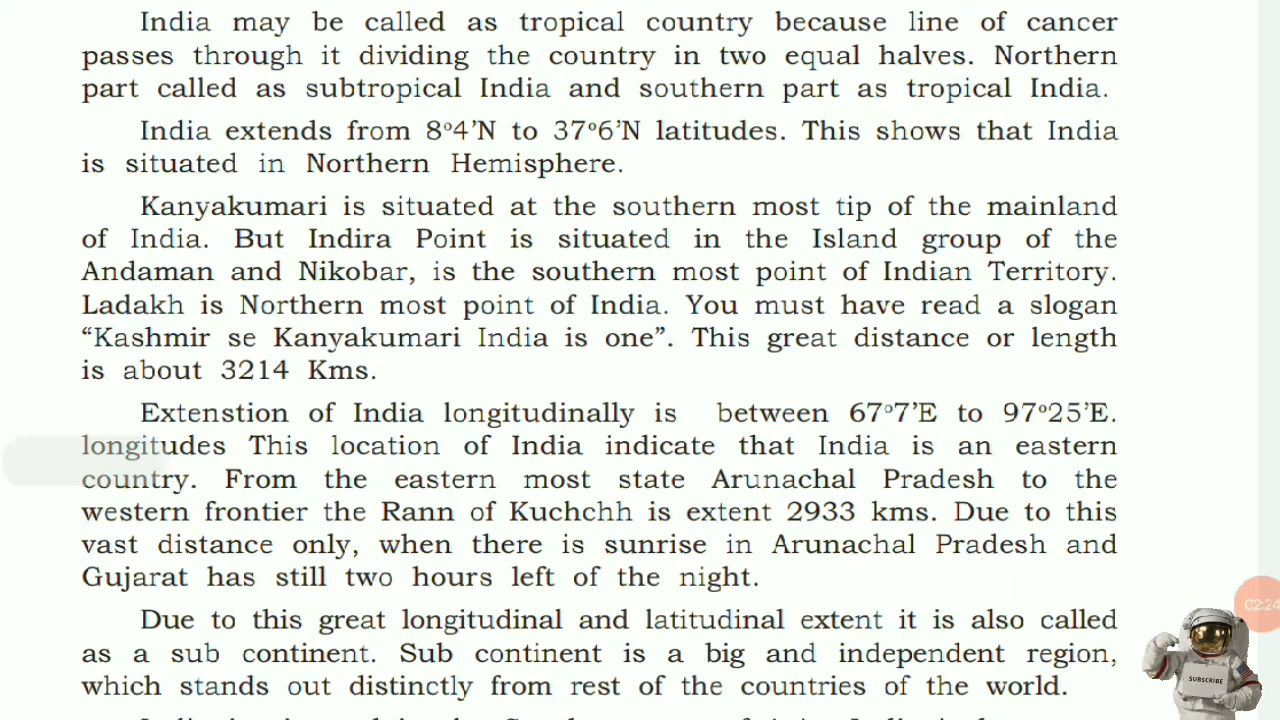 India may be called as tropical country because line of cancer
passes through it dividing the country in two equal halves. Northern
part called as subtropical India and southern part as tropical India.
India extends from 8°4’N to 37°6’N latitudes. This shows that India
is situated in Northern Hemisphere.
Kanyakumari is situated at the southern most tip of the mainland
of India. But Indira Point is situated in the Island group of the
Andaman and Nikobar, is the southern most point of Indian Territory.
Ladakh is Northern most point of India. You must have read a slogan
“Kashmir se Kanyakumari India is one”. This great distance or length
is about 3214 Kms.
Extenstion of India longitudinally is between 67°7’E to 97°25’E.
longitudes This location of India indicate that India is an eastern
country. From the eastern most state Arunachal Pradesh to the
western frontier the Rann of Kuchchh is extent 2933 kms. Due to this
vast distance only, when there is sunrise in Arunachal Pradesh and
Gujarat has still two hours left of the night.
Due to this great longitudinal and latitudinal extent it is also called
as a sub continent. Sub continent is a big and independent region,
which stands out distinctly from rest of the countries of the world.
02:24
SUBSCRIBE